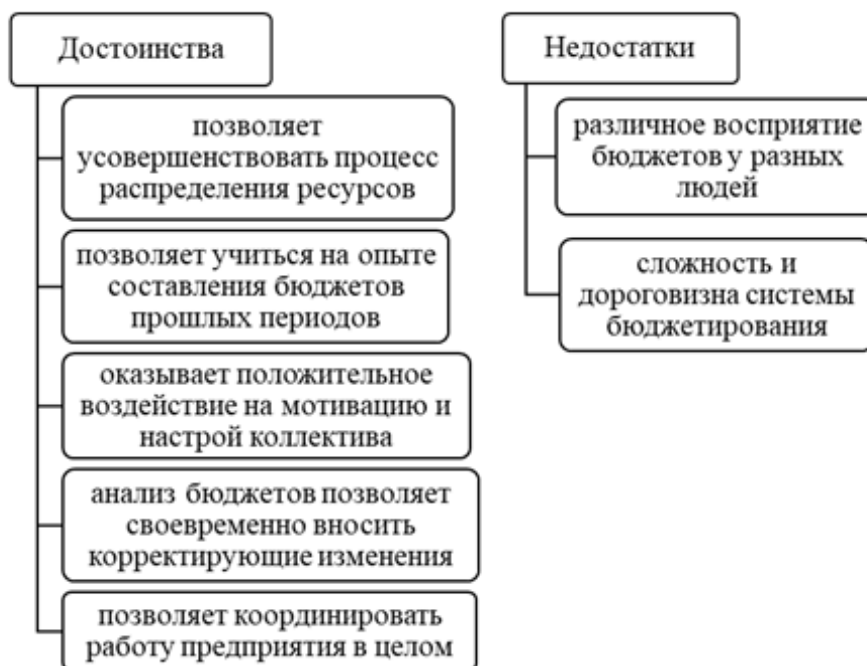 Достоинства
позволяет
усовершенствовать процесс
распределения ресурсов
позволяет учиться на опыте
составления бюджетов
прошлых периодов
оказывает положительное
воздействие на мотивацию и
настрой коллектива
анализ бюджетов позволяет
своевременно вносить
корректирующие изменения
позволяет координировать
работу предприятия в целом
Недостатки
различное восприятие
бюджетов у разных
людей
сложность и
дороговизна системы
бюджетирования